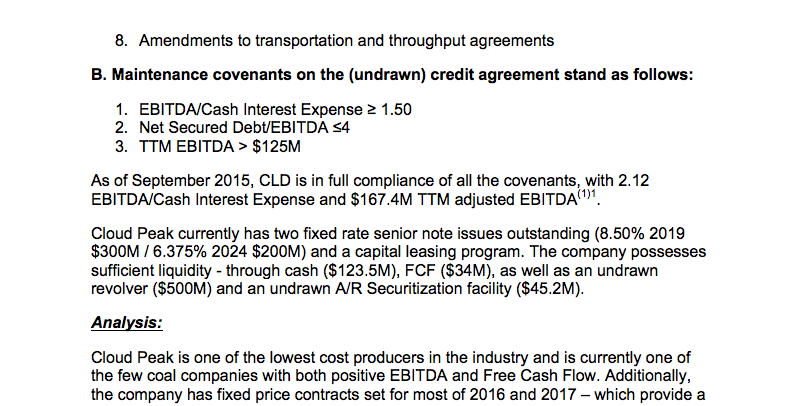 8. Amendments to transportation and throughput agreements
B. Maintenance covenants on the (undrawn) credit agreement stand as follows:
1. EBITDA/Cash Interest Expense ≥ 1.50
2. Net Secured Debt/EBITDA ≤4
3. TTM EBITDA > $125M
As of September 2015, CLD is in full compliance of all the covenants, with 2.12
EBITDA/Cash Interest Expense and $167.4M TTM adjusted EBITDA(1)1.
Cloud Peak currently has two fixed rate senior note issues outstanding (8.50% 2019
$300M / 6.375% 2024 $200M) and a capital leasing program. The company possesses
sufficient liquidity - through cash ($123.5M), FCF ($34M), as well as an undrawn
revolver ($500M) and an undrawn A/R Securitization facility ($45.2M).
Analysis:
Cloud Peak is one of the lowest cost producers in the industry and is currently one of
the few coal companies with both positive EBITDA and Free Cash Flow. Additionally,
the company has fixed price contracts set for most of 2016 and 2017 – which provide a